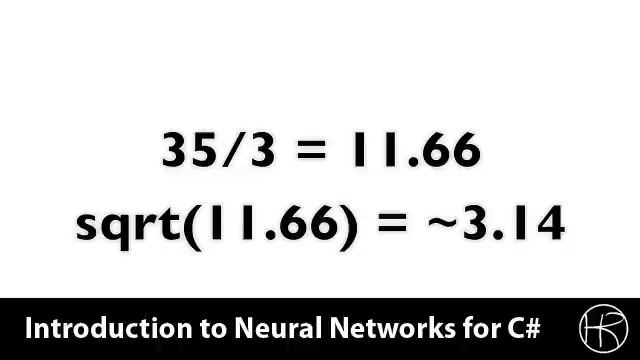 35/3 = 11.66
sqrt(11.66) = ~3.14
Introduction to Neural Networks for C#